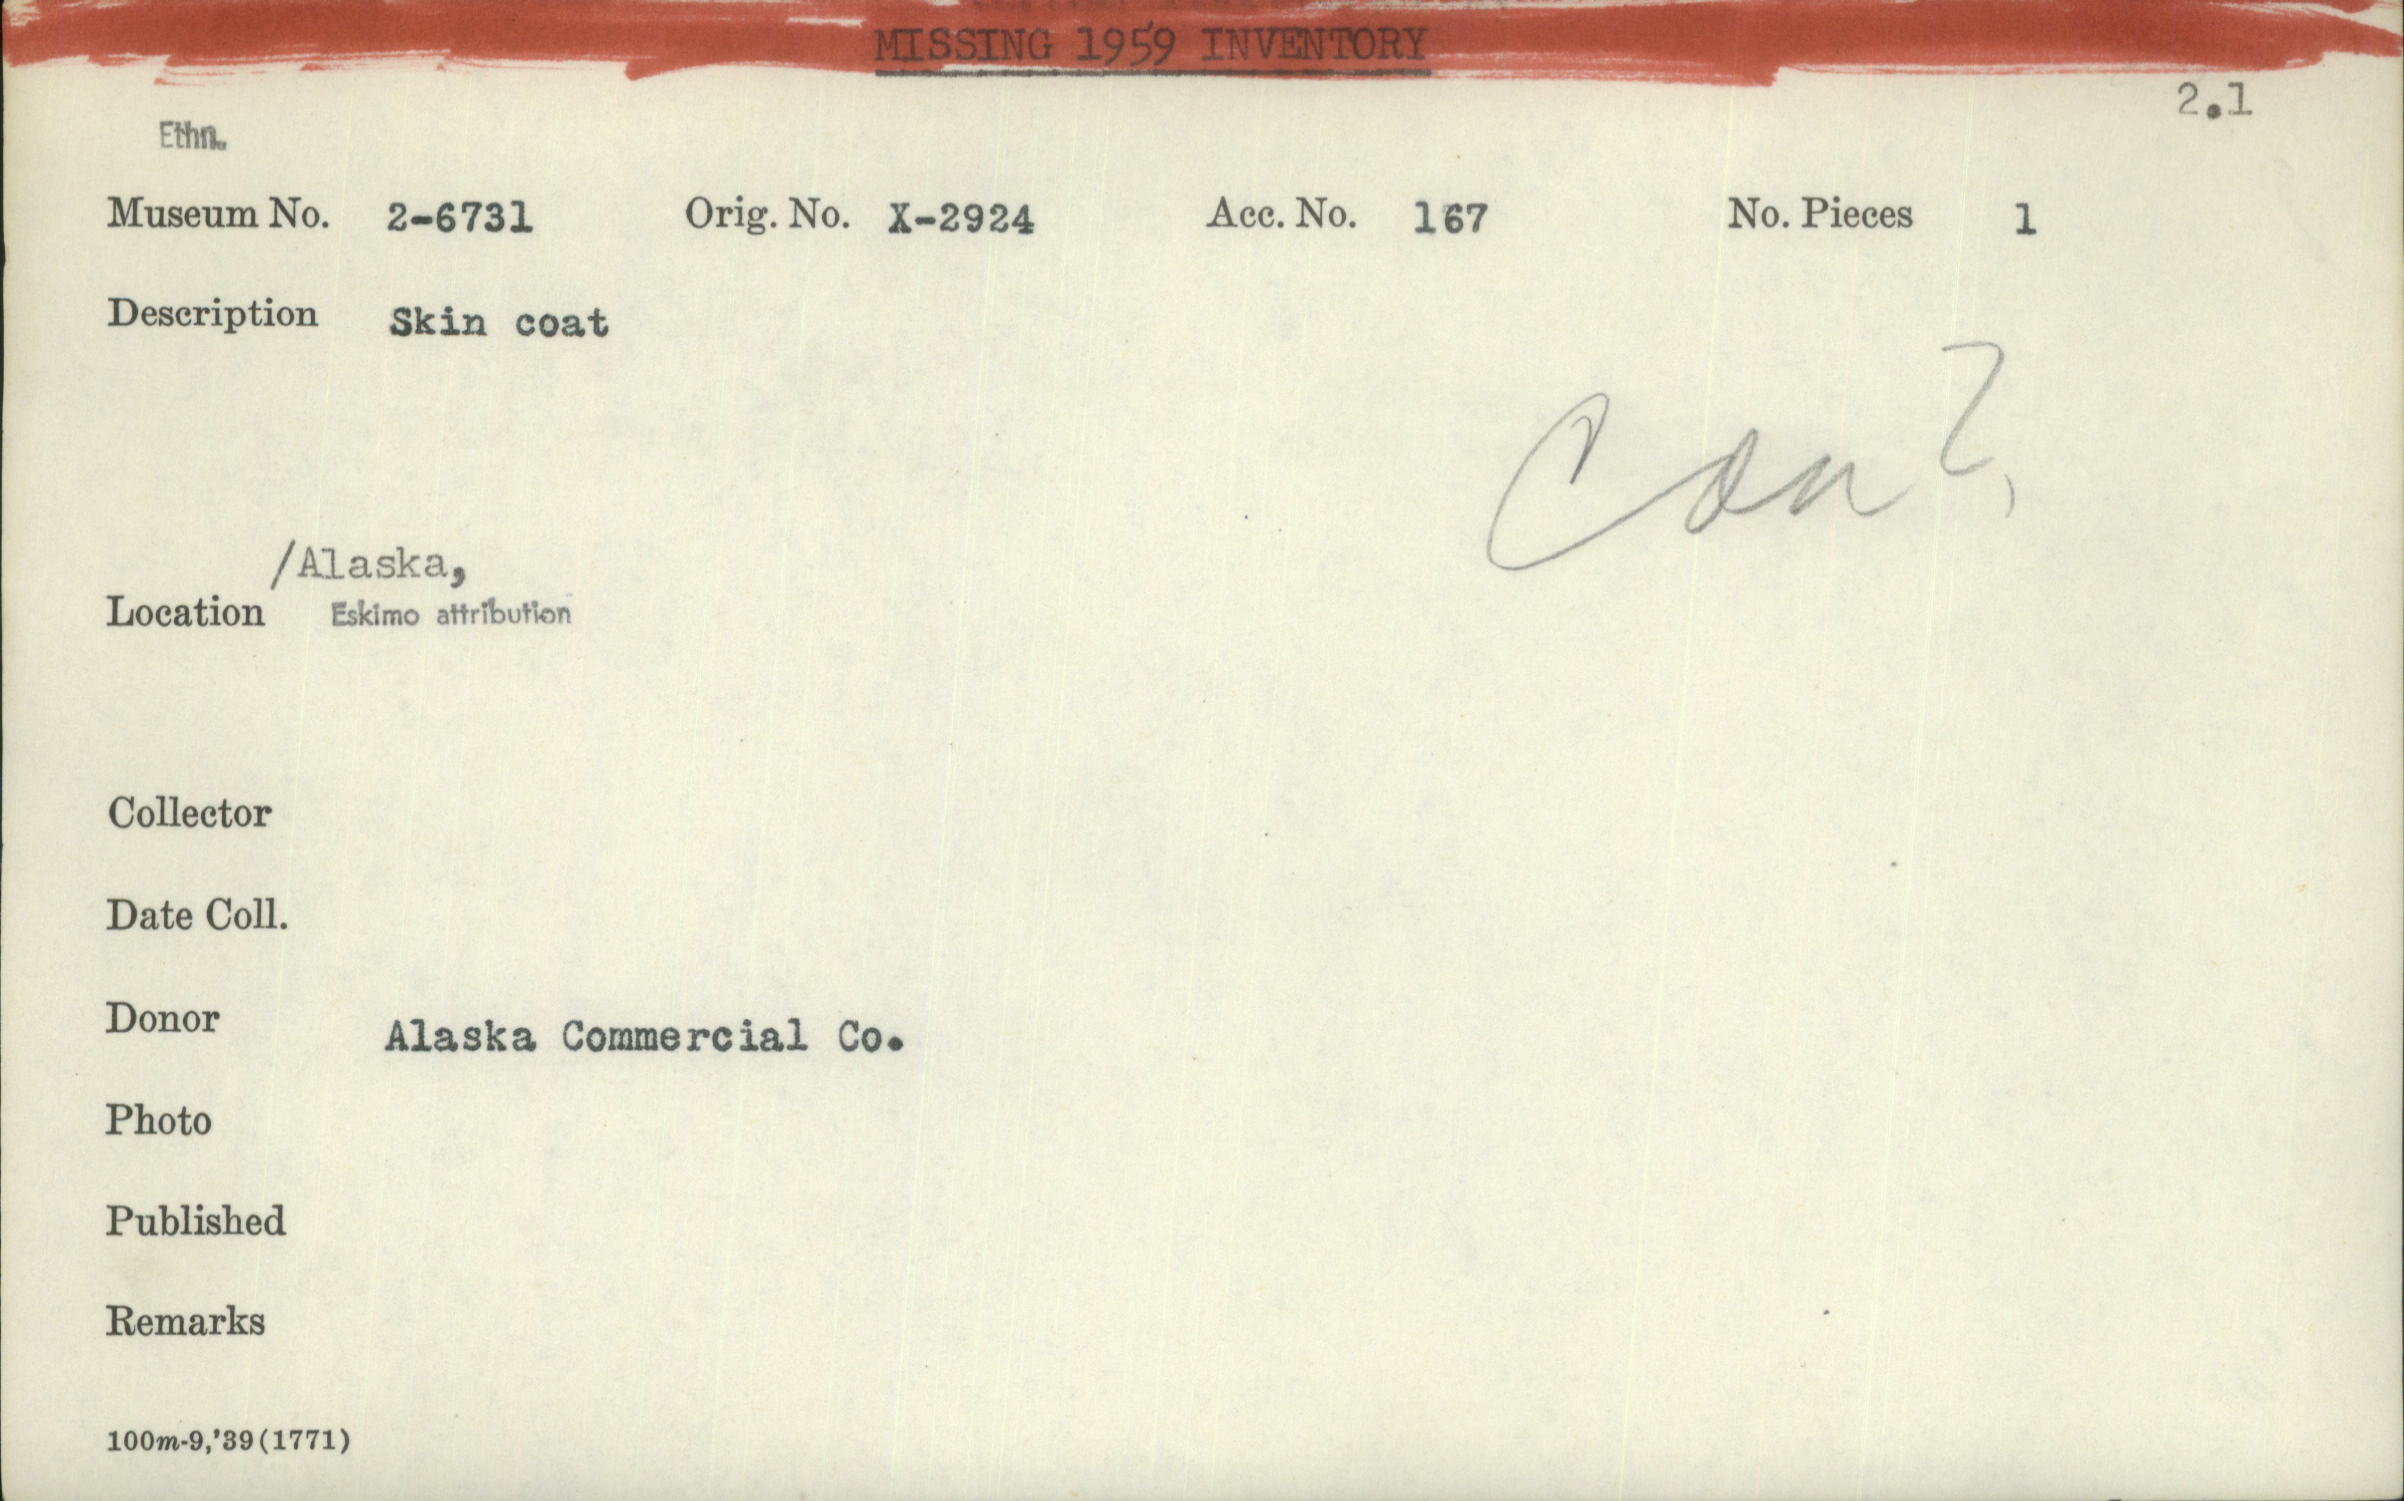 MISSING 1959 INVENTORY
2.1
Ethn.
Museum No. 2-6731 Orig. No. X-2924 Acc. No. 167 No. Pieces 1
Description Skin coat
/Alaska,
Location Eskimo attribution
Collector
Date Coll.
Donor Alaska Commercial Co.
Photo
Published
Remarks
100m-9,'39(1771)